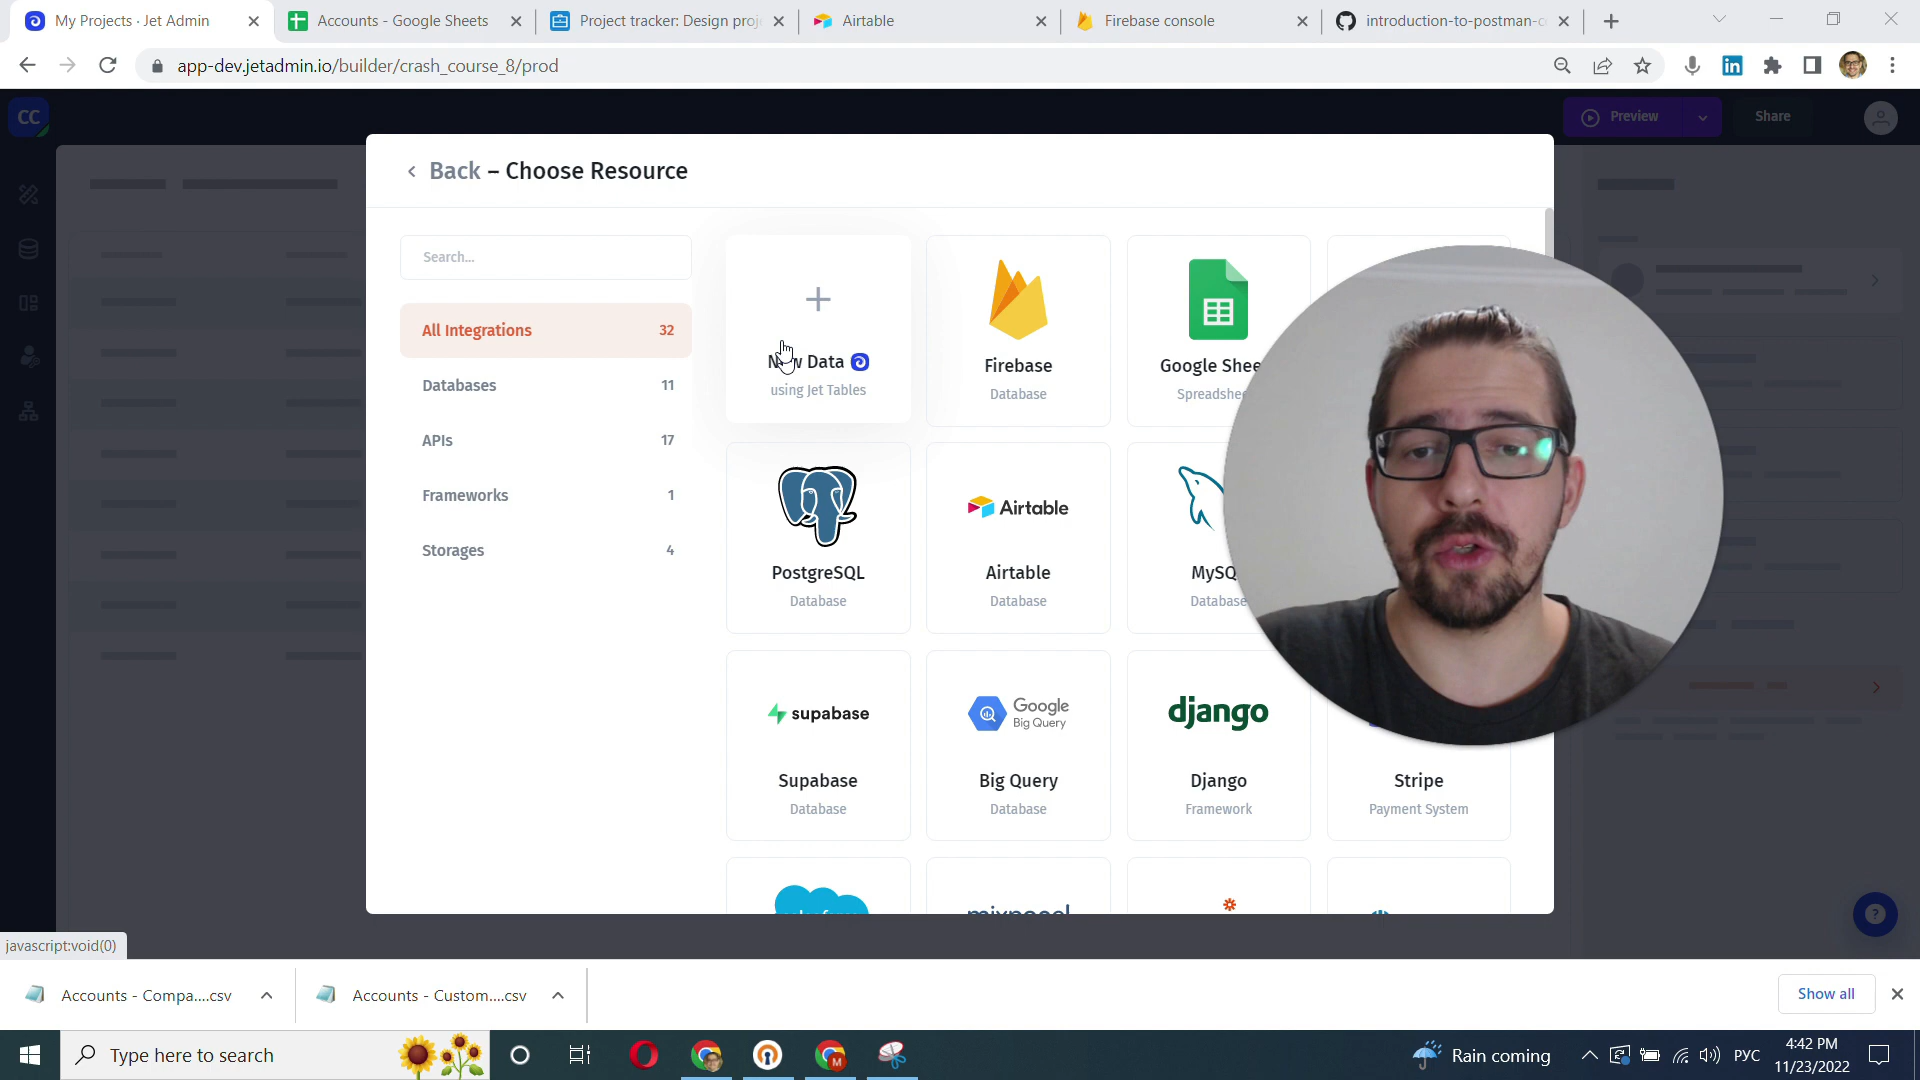 My Projects · Jet Admin
Accounts - Google Sheets
Project tracker: Design proj
Airtable
Firebase console
introduction-to-postman-c
app-dev.jetadmin.io/builder/crash_course_8/prod
CC
Preview
Share
Back – Choose Resource
Search...
All Integrations 32
Databases 11
APIs 17
Frameworks 1
Storages 4
New Data
using Jet Tables
Firebase
Database
Google Shee
Spreadshe
PostgreSQL
Database
Airtable
Airtable
Database
MySQ
Database
supabase
Supabase
Database
Google
Big Query
Big Query
Database
django
Django
Framework
Stripe
Payment System
javascript:void(0)
Accounts - Compa....csv
Accounts - Custom....csv
Show all
Type here to search
Rain coming
РУС
4:42 PM
11/23/2022